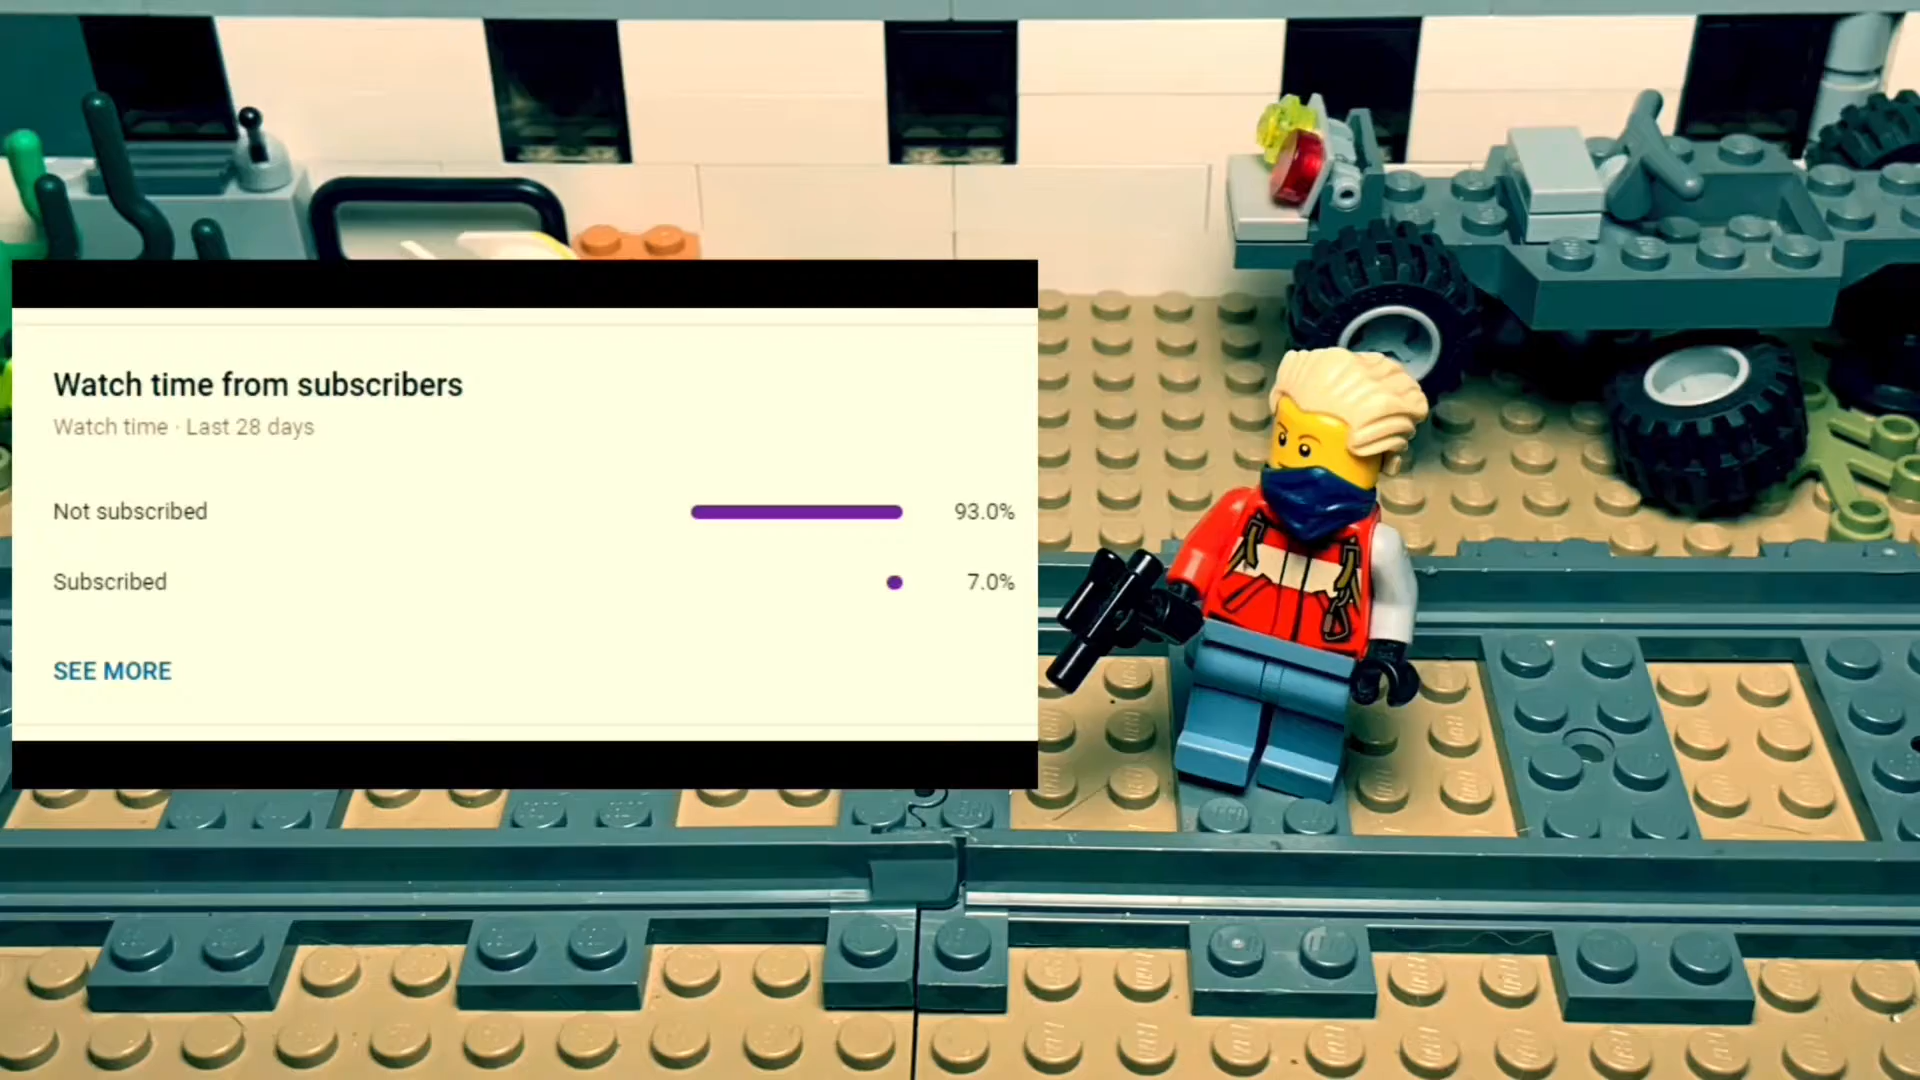 Watch time from subscribers
Watch time · Last 28 days
Not subscribed 93.0%
Subscribed 7.0%
SEE MORE